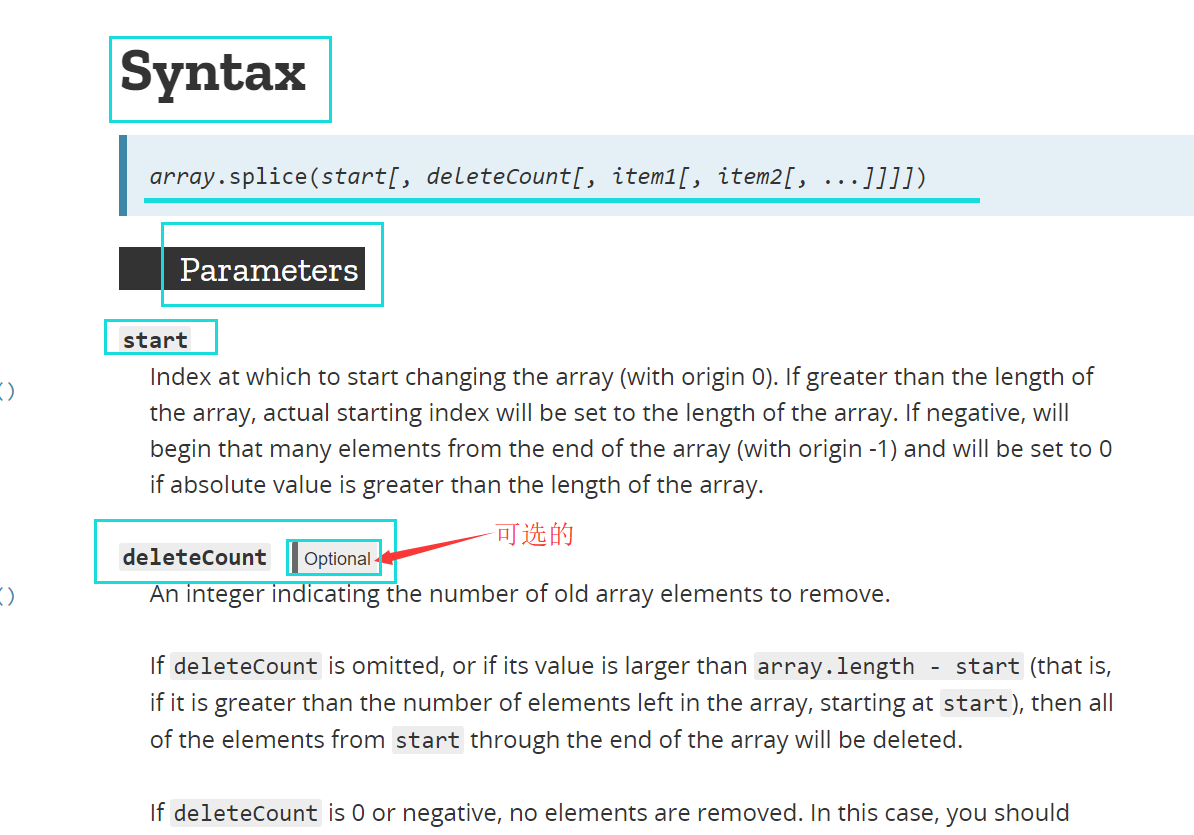 Syntax
array.splice(start[, deleteCount[, item1[, item2[, ...]]]])
Parameters
start
Index at which to start changing the array (with origin 0). If greater than the length of
()
the array, actual starting index will be set to the length of the array. If negative, will
begin that many elements from the end of the array (with origin -1) and will be set to 0
if absolute value is greater than the length of the array.
可选的
deleteCount Optional
An integer indicating the number of old array elements to remove.
()
If deleteCount is omitted, or if its value is larger than array.length - start (that is,
if it is greater than the number of elements left in the array, starting at start), then all
of the elements from start through the end of the array will be deleted.
If deleteCount is 0 or negative, no elements are removed. In this case, you should